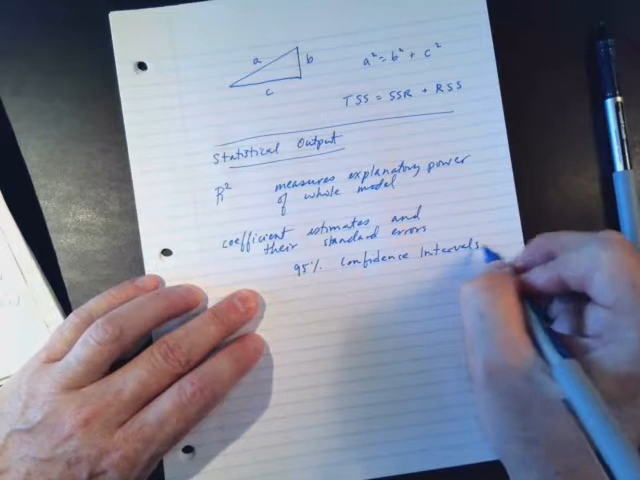 a b a² = b² + c²
c
TSS = SSR + RSS
Statistical Output
R² measures explanatory power
of whole model
coefficient estimates and
their standard errors
95% Confidence Intervals